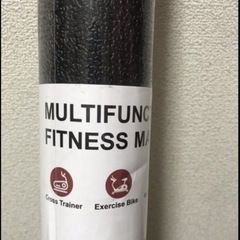 MULTIFUNC
FITNESS MA
Cross Trainer Exercise Bike